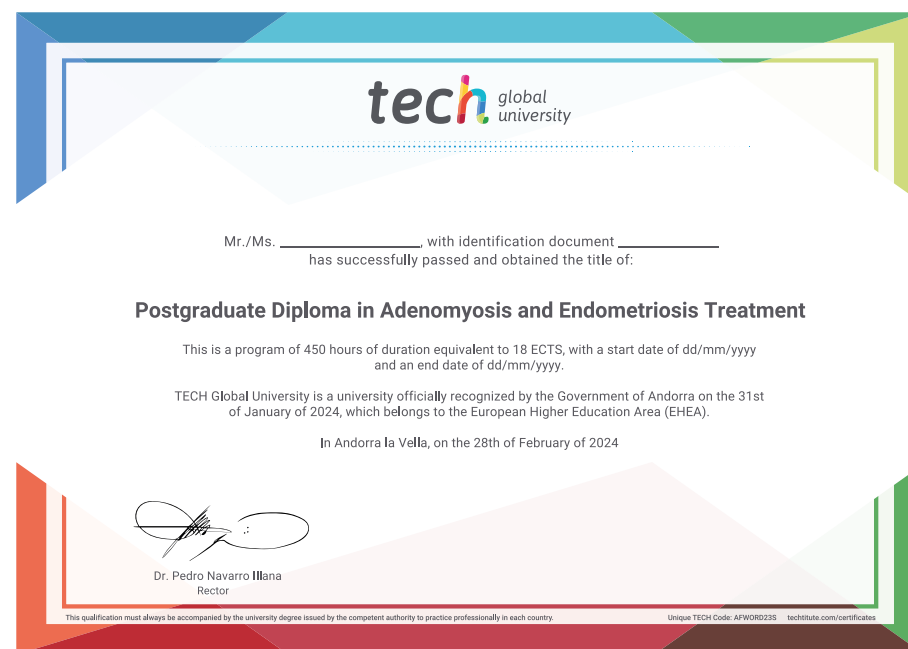 tech global
university
Mr./Ms. ____________________, with identification document ______________
has successfully passed and obtained the title of:
Postgraduate Diploma in Adenomyosis and Endometriosis Treatment
This is a program of 450 hours of duration equivalent to 18 ECTS, with a start date of dd/mm/yyyy
and an end date of dd/mm/yyyy.
TECH Global University is a university officially recognized by the Government of Andorra on the 31st
of January of 2024, which belongs to the European Higher Education Area (EHEA).
In Andorra la Vella, on the 28th of February of 2024
Dr. Pedro Navarro Illana
Rector
This qualification must always be accompanied by the university degree issued by the competent authority to practice professionally in each country. Unique TECH Code: AFWORD23S techtitute.com/certificates